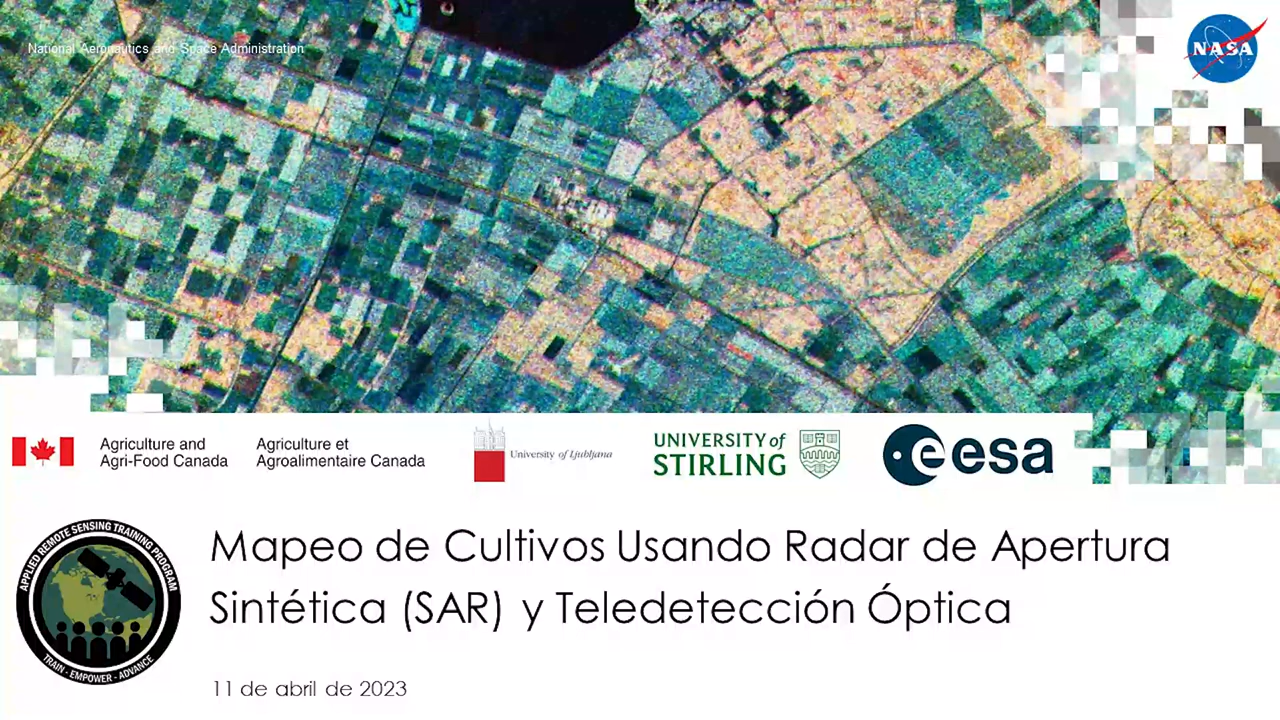 National Aeronautics and Space Administration
NASA
Agriculture and
Agri-Food Canada
Agriculture et
Agroalimentaire Canada
University of Ljubljana
UNIVERSITY of
STIRLING
esa
APPLIED REMOTE SENSING TRAINING PROGRAM
TRAIN - EMPOWER - ADVANCE
Mapeo de Cultivos Usando Radar de Apertura
Sintética (SAR) y Teledetección Óptica
11 de abril de 2023